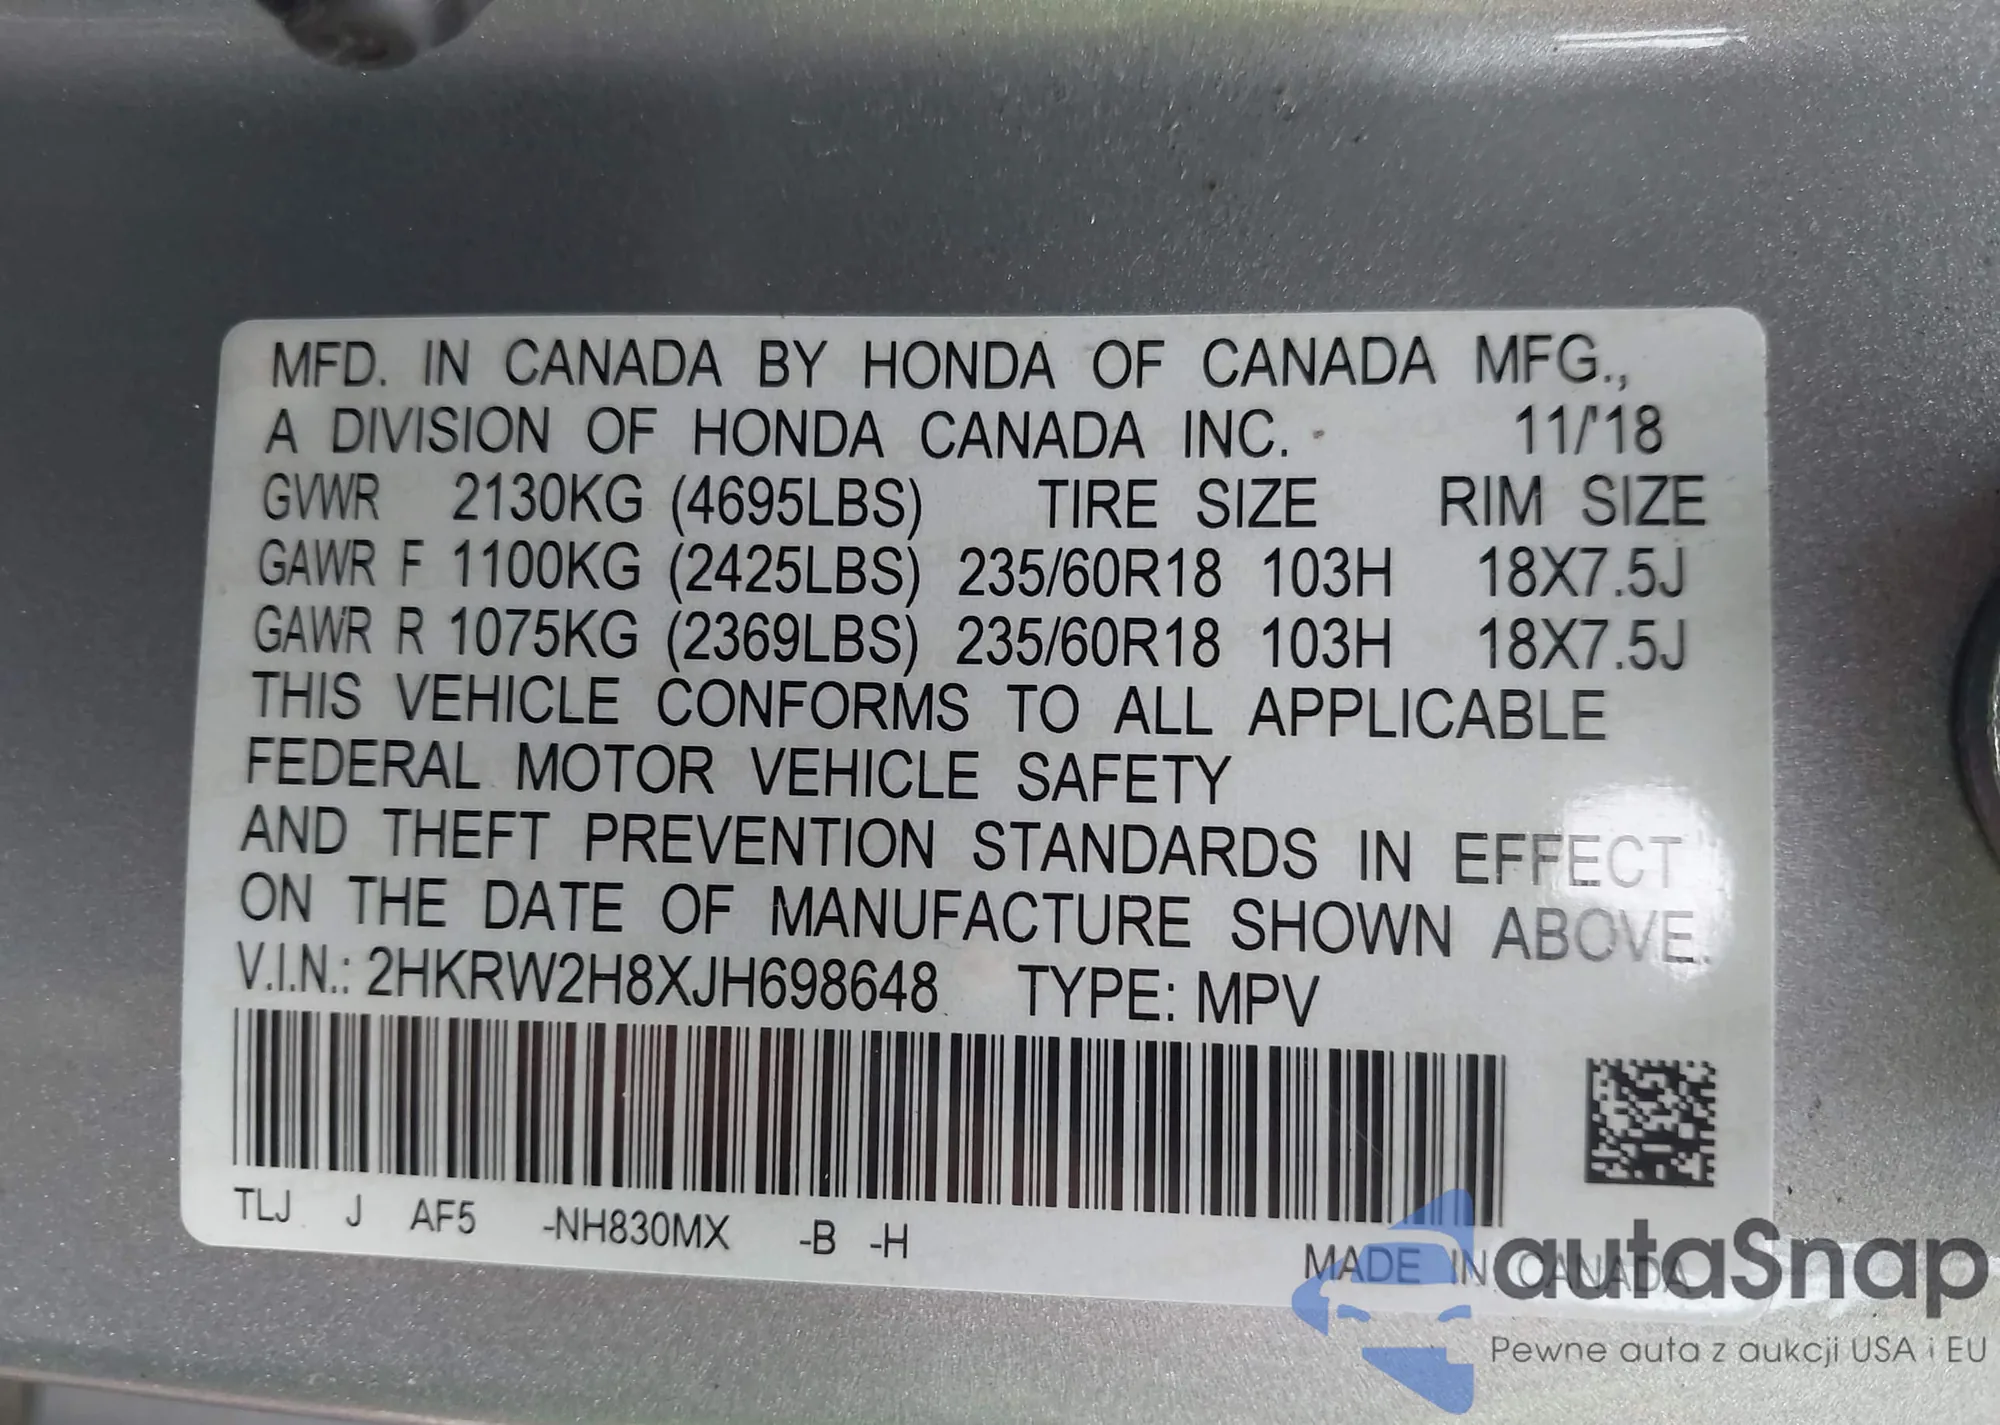 MFD. IN CANADA BY HONDA OF CANADA MFG.,
A DIVISION OF HONDA CANADA INC. 11/'18
GVWR 2130KG (4695LBS) TIRE SIZE RIM SIZE
GAWR F 1100KG (2425LBS) 235/60R18 103H 18X7.5J
GAWR R 1075KG (2369LBS) 235/60R18 103H 18X7.5J
THIS VEHICLE CONFORMS TO ALL APPLICABLE
FEDERAL MOTOR VEHICLE SAFETY
AND THEFT PREVENTION STANDARDS IN EFFECT
ON THE DATE OF MANUFACTURE SHOWN ABOVE.
V.I.N.: 2HKRW2H8XJH698648 TYPE: MPV
TLJ J AF5 -NH830MX -B -H
MADE IN CANADA
autaSnap
Pewne auta z aukcji USA i EU